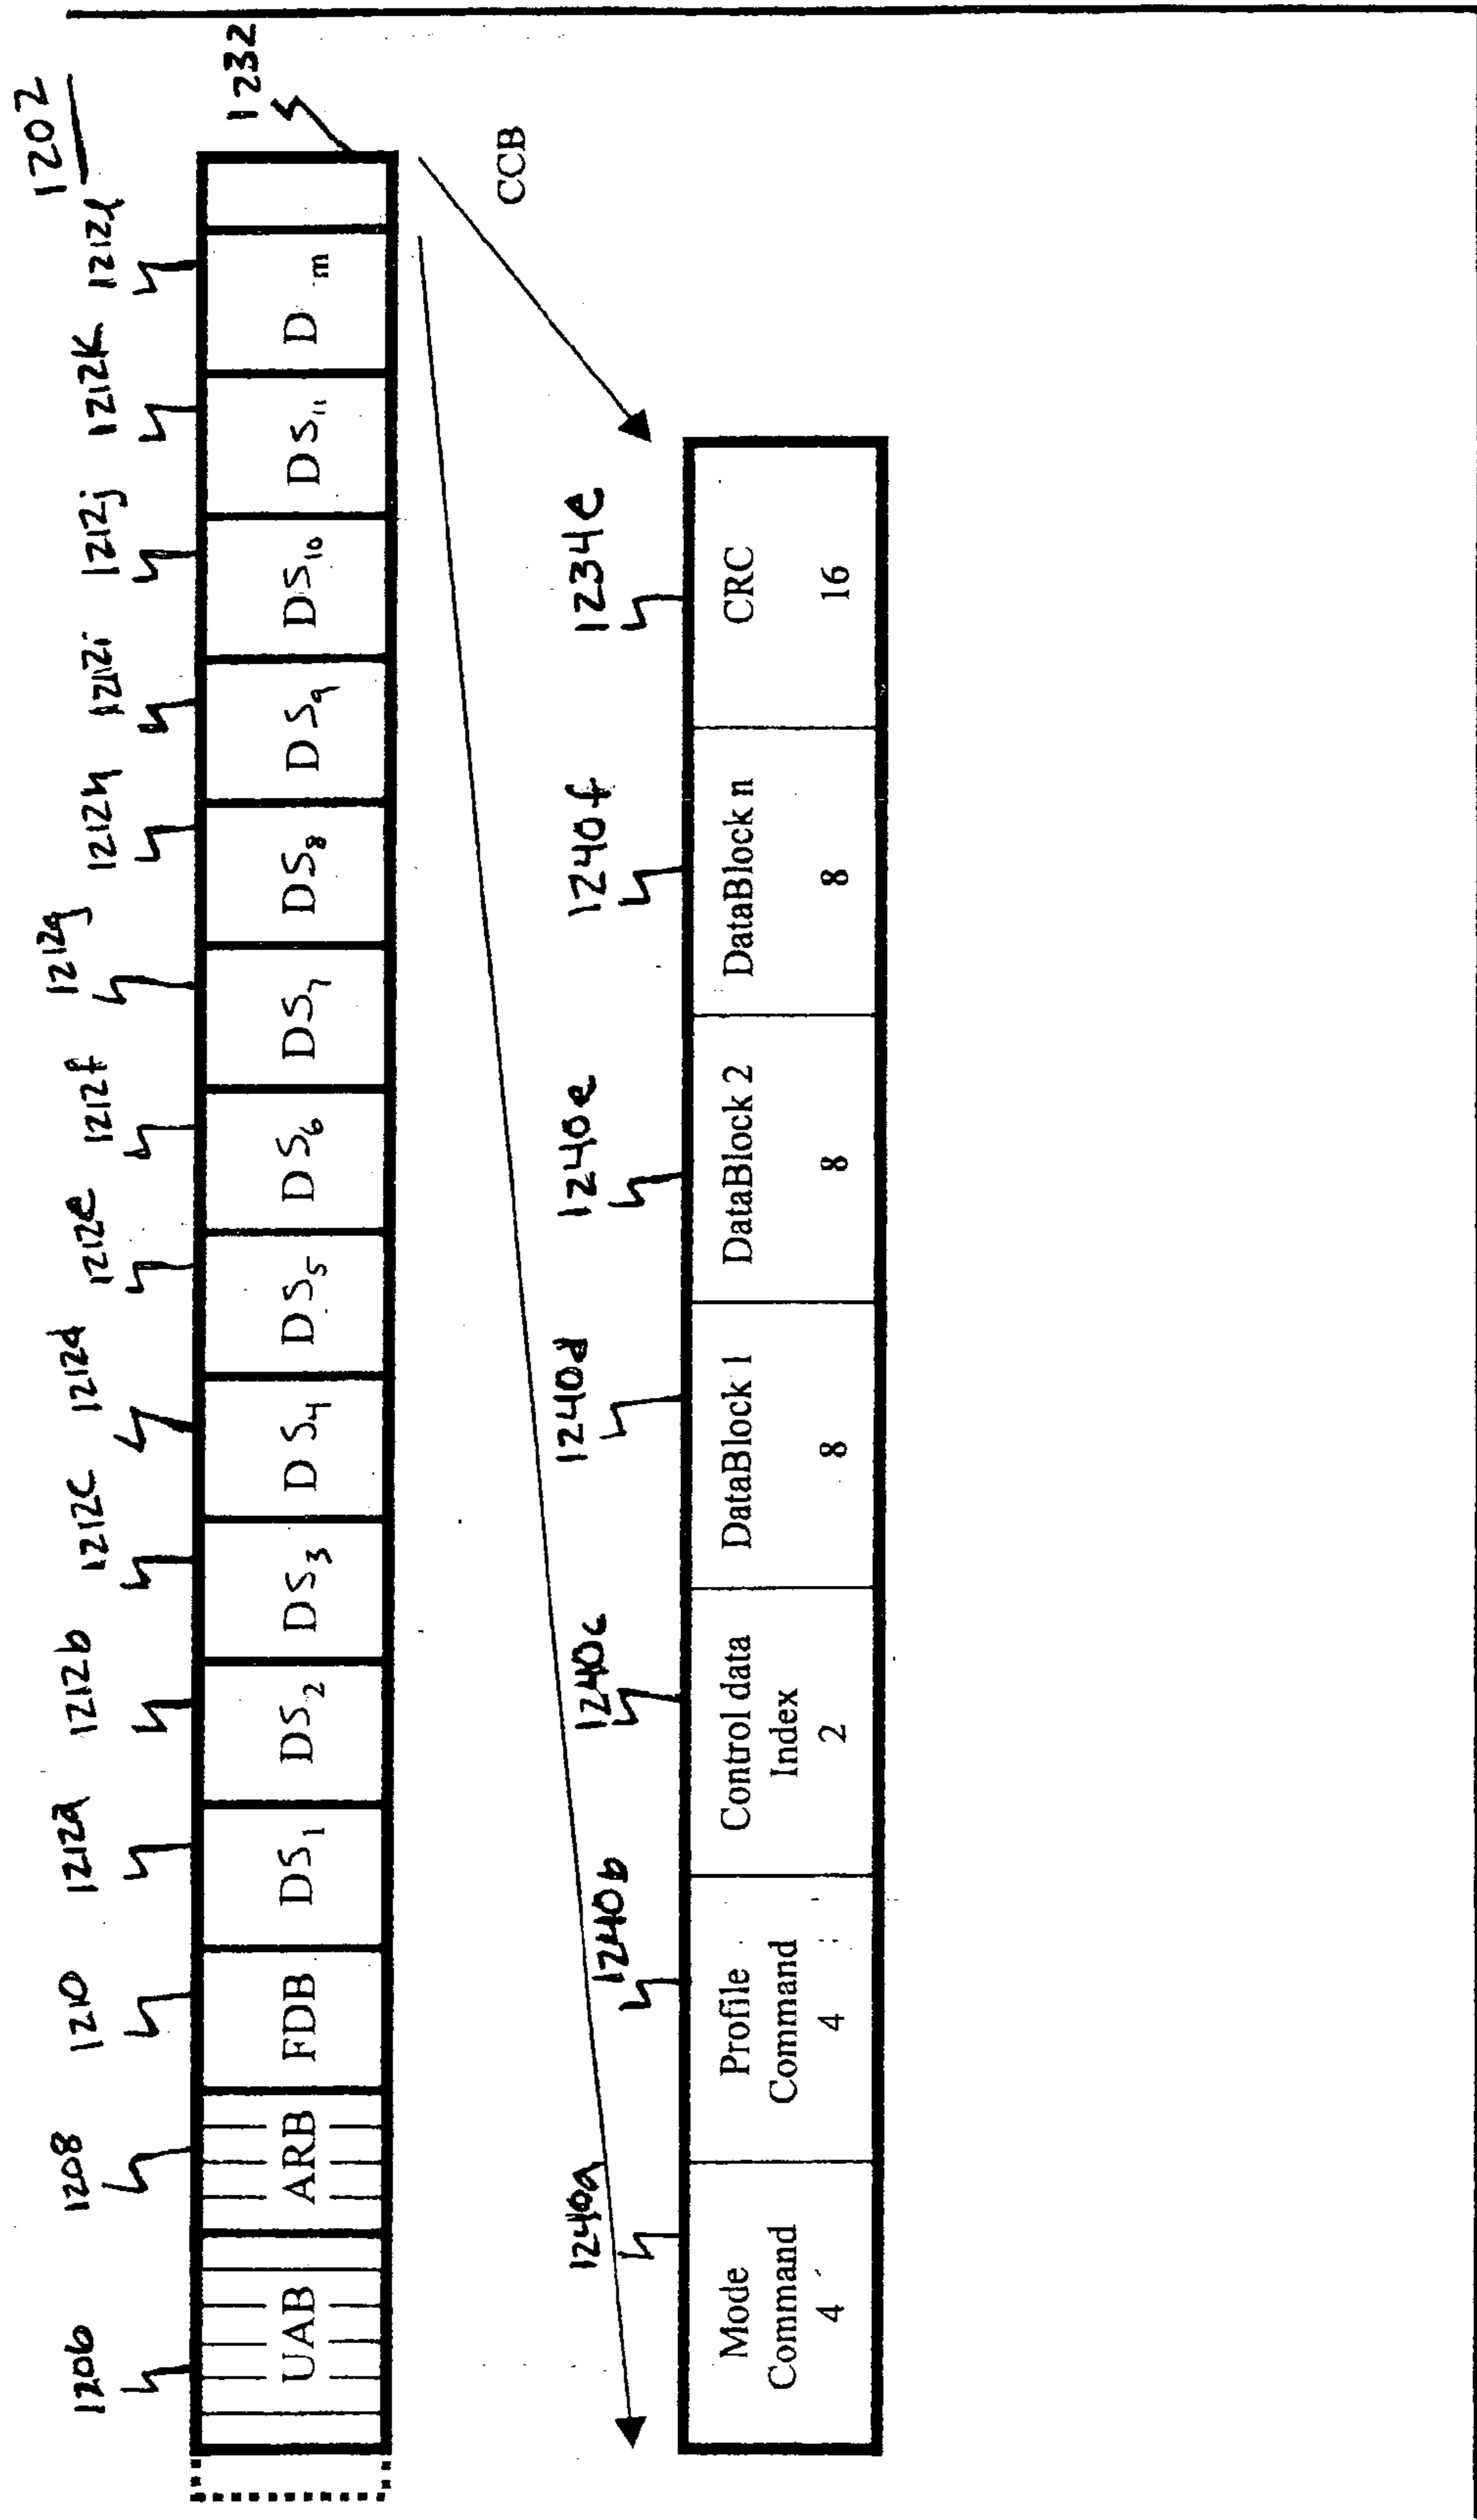 1202
1206 1208 1210 1212a 1212b 1212c 1212d 1212e 1212f 1212g 1212h 1212i 1212j 1212k 1212l 1232
UAB ARB FDB DS1 DS2 DS3 DS4 DS5 DS6 DS7 DS8 DS9 DS10 DS11 D m
CCB
1240a 1240b 1240c 1240d 1240e 1240f 1234e
Mode Profile Control data DataBlock 1 DataBlock 2 DataBlock n CRC
Command Command Index
4 4 2 8 8 8 16